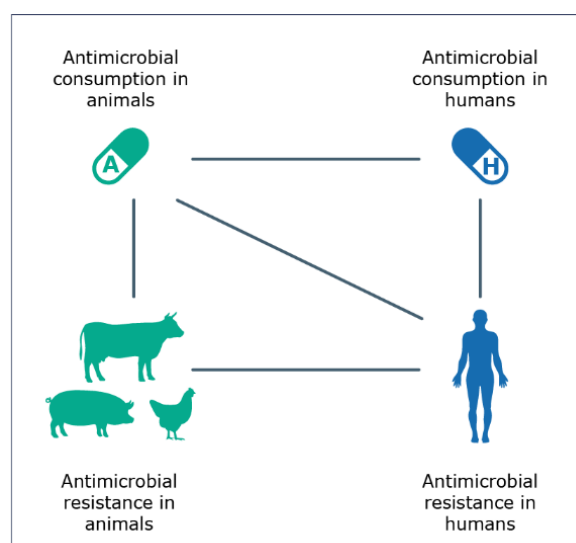 Antimicrobial
consumption in
animals
Antimicrobial
consumption in
humans
A
H
Antimicrobial
resistance in
animals
Antimicrobial
resistance in
humans